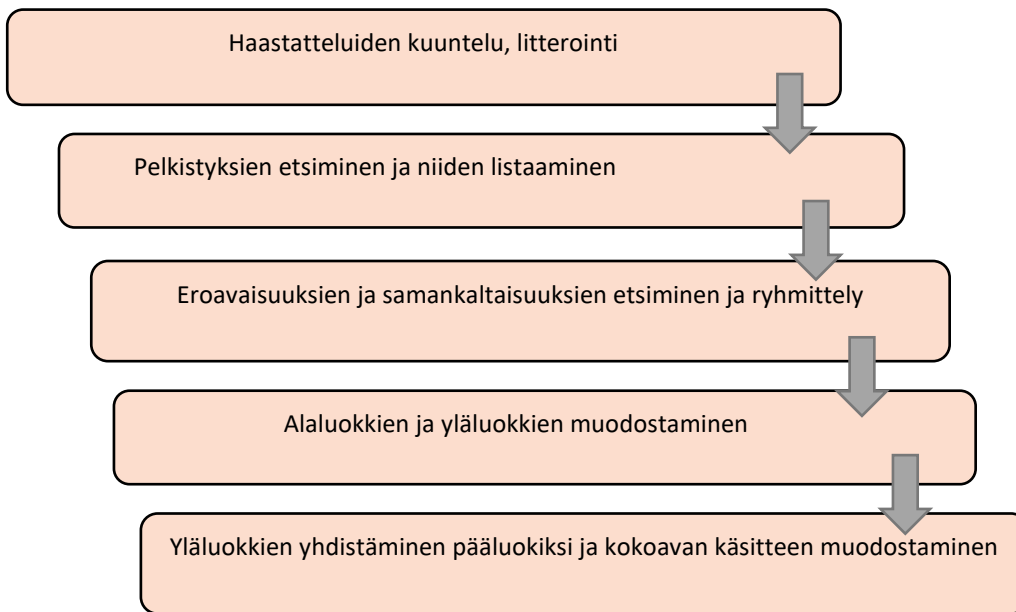 Haastatteluiden kuuntelu, litterointi
Pelkistyksien etsiminen ja niiden listaaminen
Eroavaisuuksien ja samankaltaisuuksien etsiminen ja ryhmittely
Alaluokkien ja yläluokkien muodostaminen
Yläluokkien yhdistäminen pääluokiksi ja kokoavan käsitteen muodostaminen